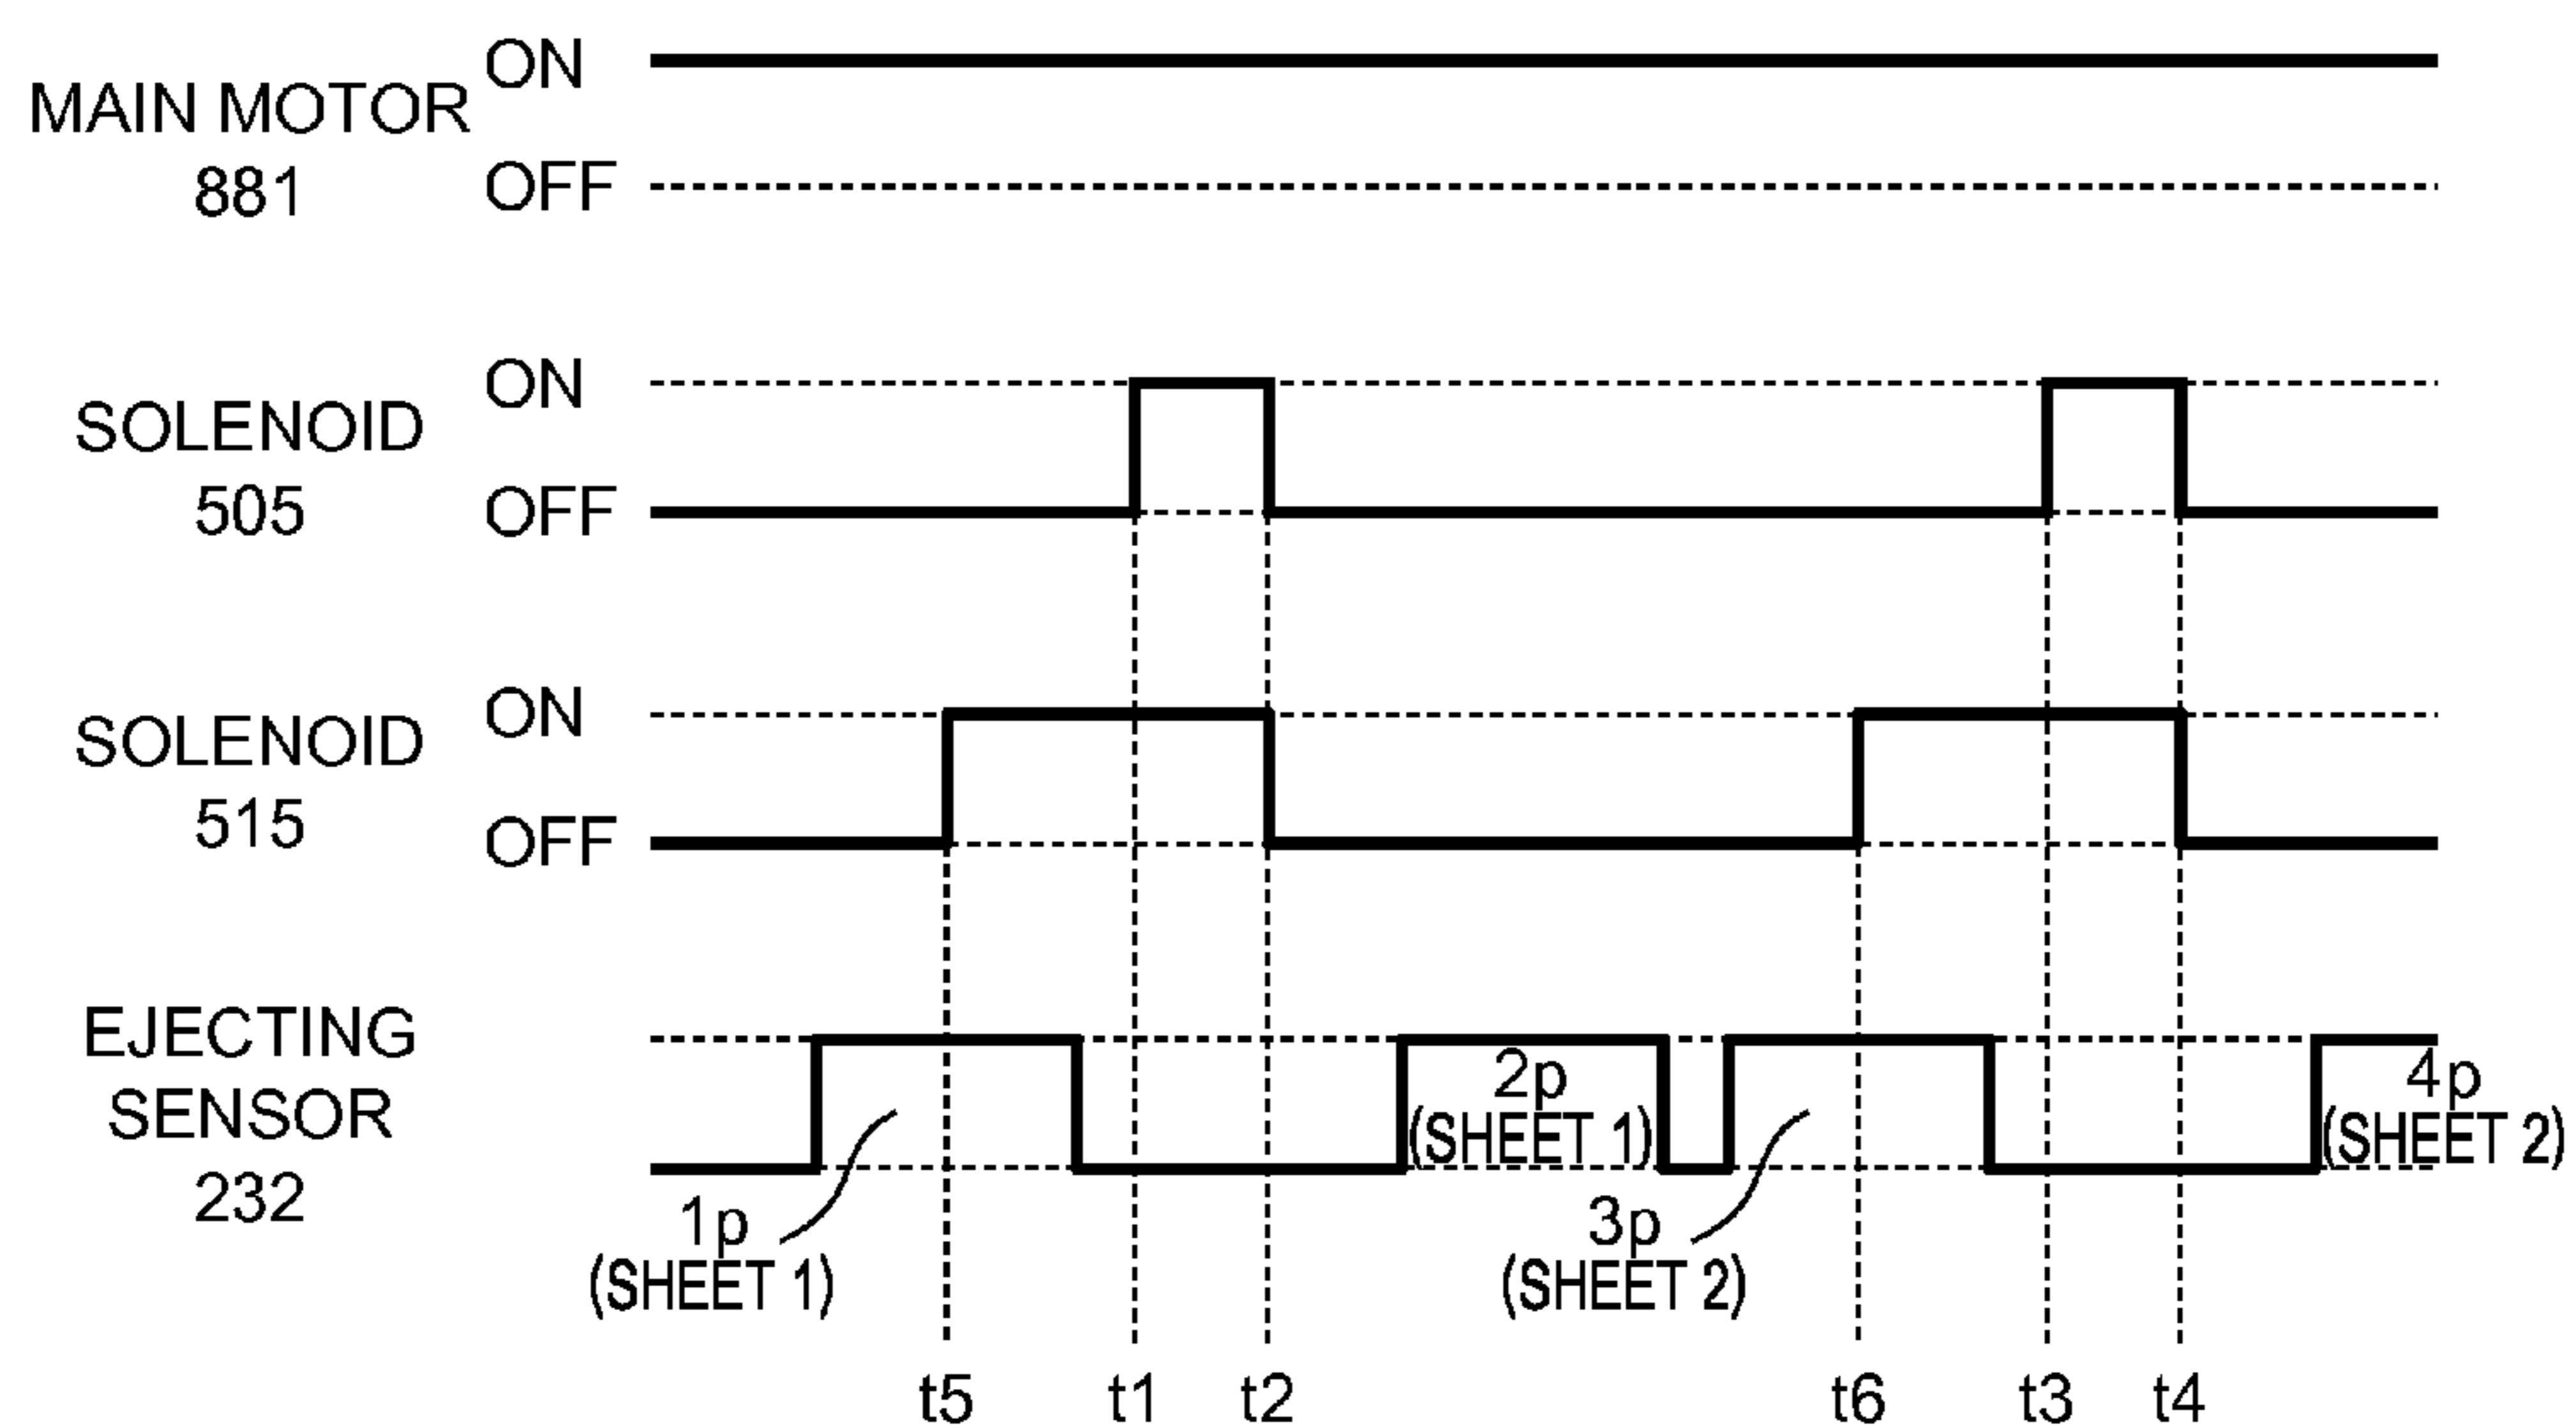 MAIN MOTOR
881
ON
OFF
SOLENOID
505
ON
OFF
SOLENOID
515
ON
OFF
EJECTING
SENSOR
232
1p
(SHEET 1)
2p
(SHEET 1)
3p
(SHEET 2)
4p
(SHEET 2)
t5 t1 t2 t6 t3 t4